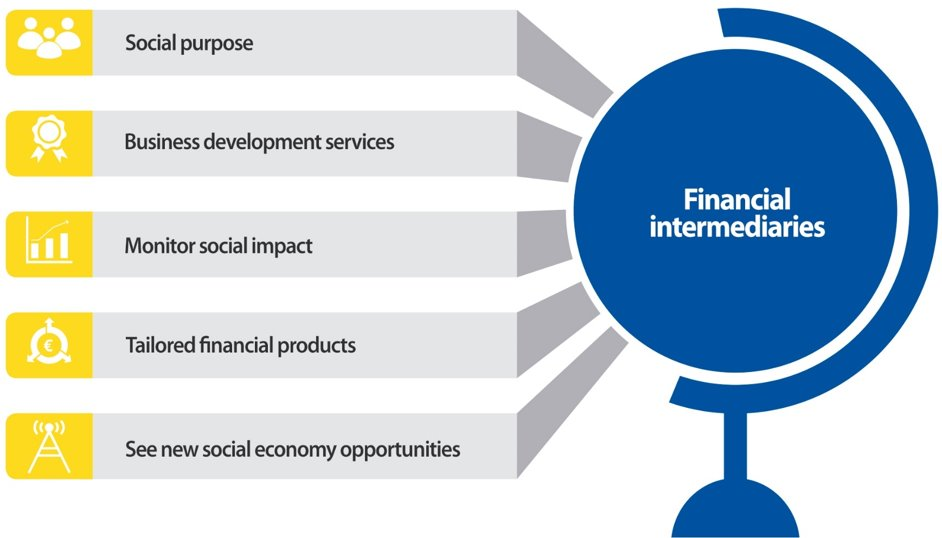 Social purpose
Business development services
Monitor social impact
Tailored financial products
€
See new social economy opportunities
Financial
intermediaries